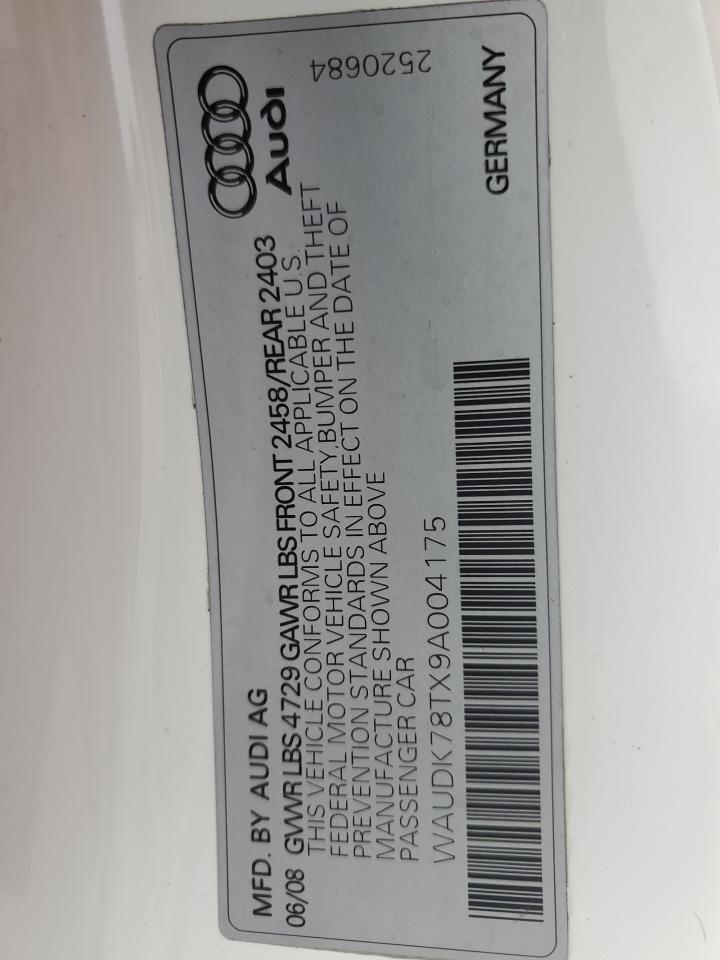 MFD. BY AUDI AG
06/08 GVWR LBS 4729 GAWR LBS FRONT 2458/REAR 2403
THIS VEHICLE CONFORMS TO ALL APPLICABLE U.S.
FEDERAL MOTOR VEHICLE SAFETY, BUMPER AND THEFT
PREVENTION STANDARDS IN EFFECT ON THE DATE OF
MANUFACTURE SHOWN ABOVE
PASSENGER CAR
WAUDK78TX9A004175
Audi
2520684
GERMANY